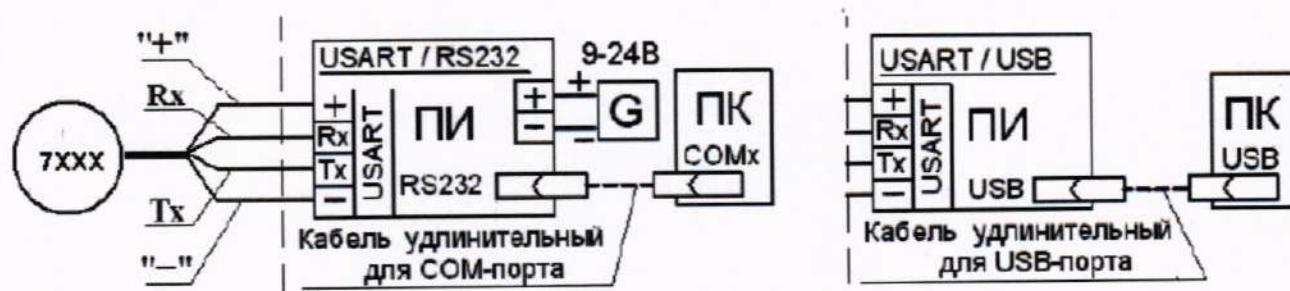 "+"
Rx
7XXX
Tx
"—"
USART / RS232
+
Rx
Tx
—
USART
ПИ
RS232
+
—
9-24В
+
—
G
ПК
COMx
Кабель удлинительный
для COM-порта
USART / USB
+
Rx
Tx
—
USART
ПИ
USB
ПК
USB
Кабель удлинительный
для USB-порта